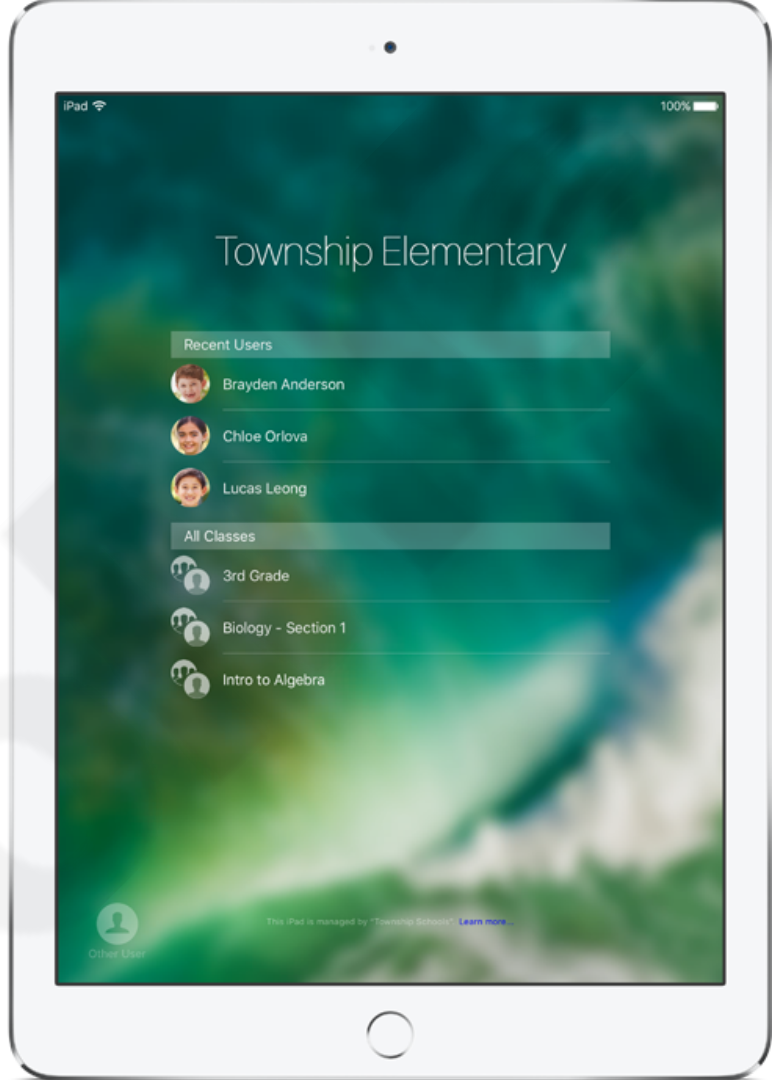 iPad 100%
Township Elementary
Recent Users
Brayden Anderson
Chloe Orlova
Lucas Leong
All Classes
3rd Grade
Biology - Section 1
Intro to Algebra
This iPad is managed by "Township Schools" Learn more...
Other User